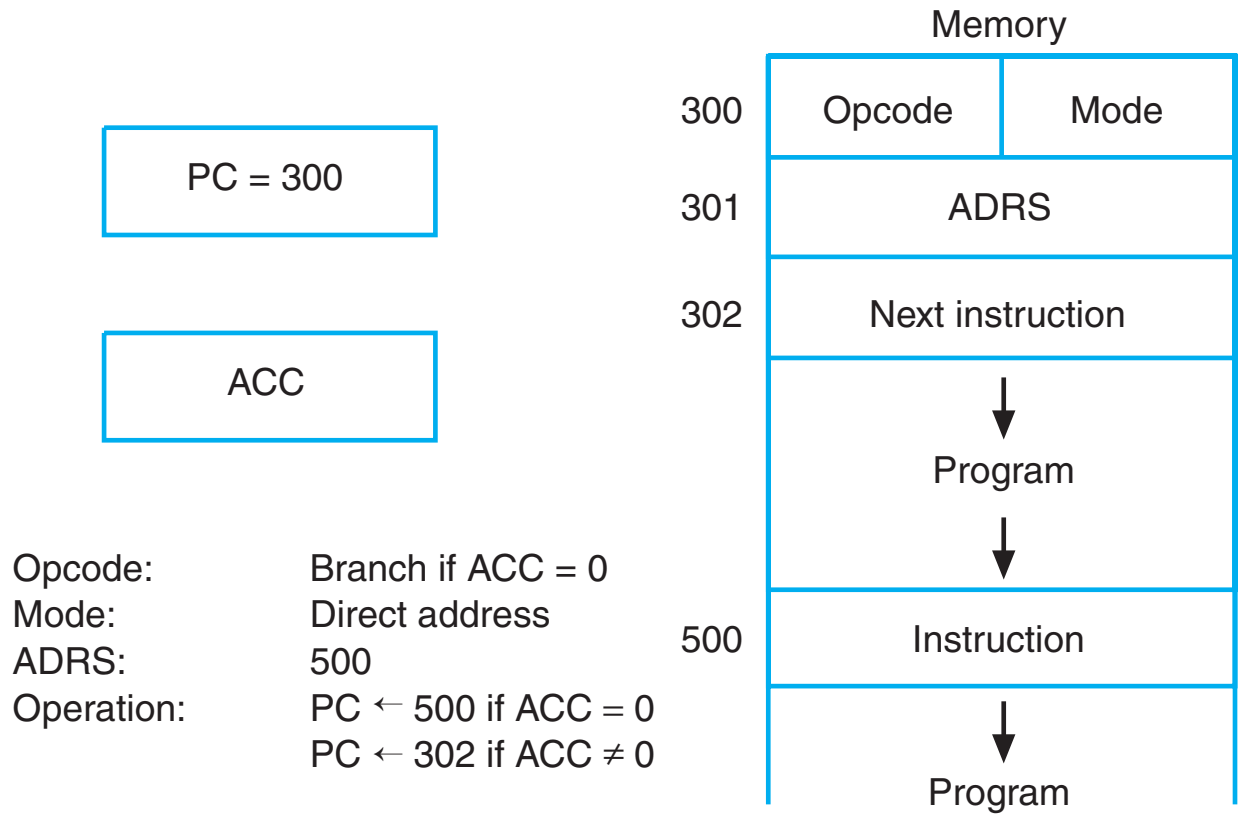 Memory
300 Opcode Mode
PC = 300
301 ADRS
302 Next instruction
ACC
Program
Opcode: Branch if ACC = 0
Mode: Direct address
ADRS: 500
Operation: PC ← 500 if ACC = 0
PC ← 302 if ACC ≠ 0
500 Instruction
Program